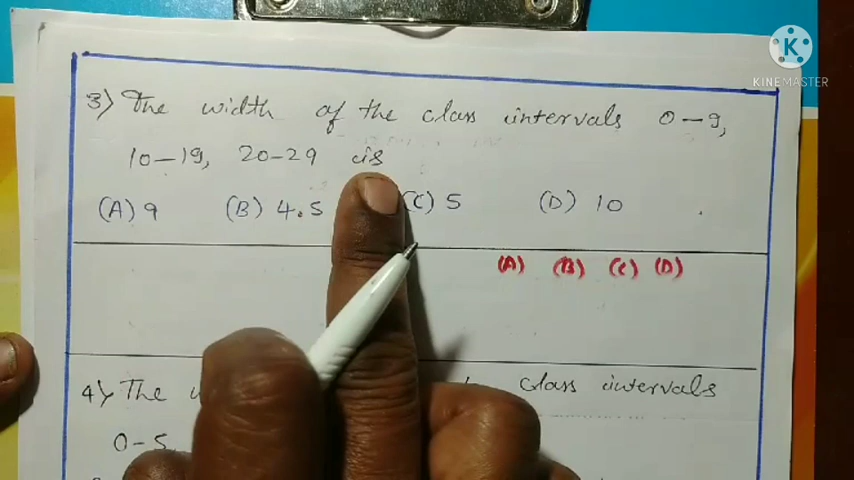 K
KINEMASTER
3) The width of the class intervals 0-9,
10-19, 20-29 is
(A) 9 (B) 4.5 (C) 5 (D) 10
(A) (B) (C) (D)
4) The class intervals
0-5